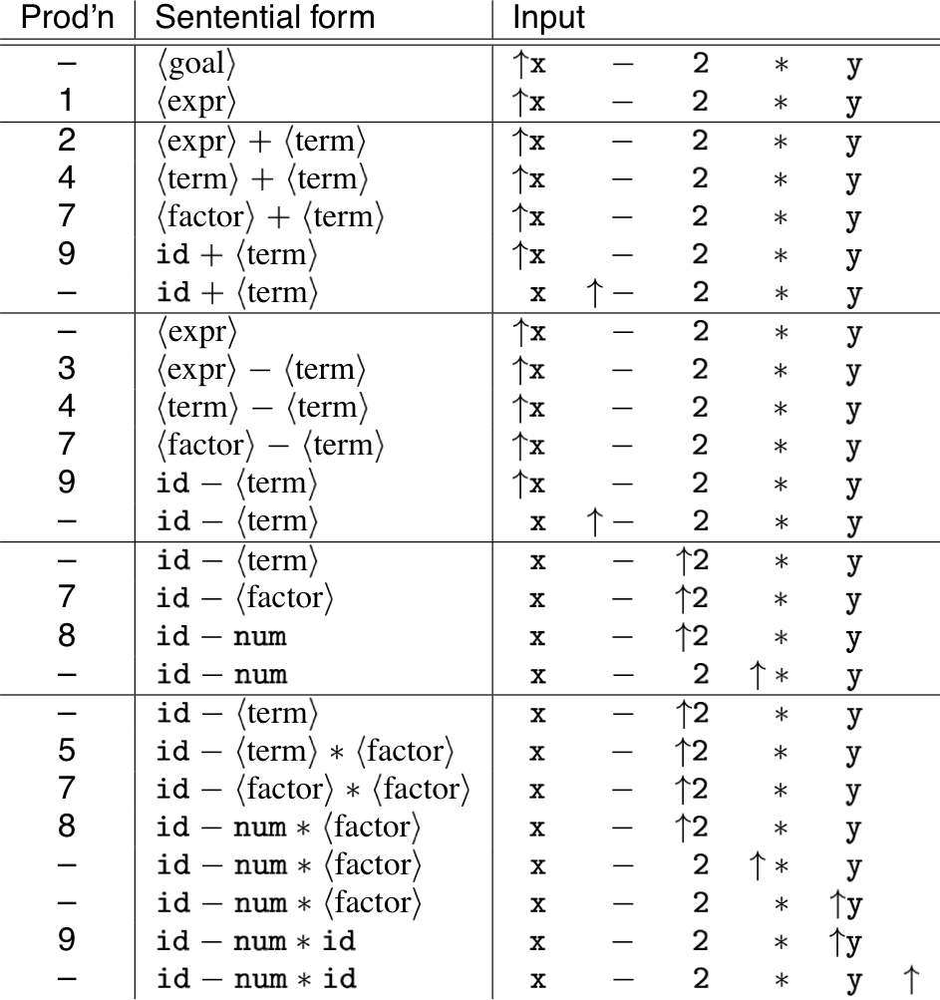 Prod’n Sentential form Input
– ⟨goal⟩ ↑x − 2 ∗ y
1 ⟨expr⟩ ↑x − 2 ∗ y
2 ⟨expr⟩ + ⟨term⟩ ↑x − 2 ∗ y
4 ⟨term⟩ + ⟨term⟩ ↑x − 2 ∗ y
7 ⟨factor⟩ + ⟨term⟩ ↑x − 2 ∗ y
9 id + ⟨term⟩ ↑x − 2 ∗ y
– id + ⟨term⟩ x ↑− 2 ∗ y
– ⟨expr⟩ ↑x − 2 ∗ y
3 ⟨expr⟩ − ⟨term⟩ ↑x − 2 ∗ y
4 ⟨term⟩ − ⟨term⟩ ↑x − 2 ∗ y
7 ⟨factor⟩ − ⟨term⟩ ↑x − 2 ∗ y
9 id − ⟨term⟩ ↑x − 2 ∗ y
– id − ⟨term⟩ x ↑− 2 ∗ y
– id − ⟨term⟩ x − ↑2 ∗ y
7 id − ⟨factor⟩ x − ↑2 ∗ y
8 id − num x − ↑2 ∗ y
– id − num x − 2 ↑∗ y
– id − ⟨term⟩ x − ↑2 ∗ y
5 id − ⟨term⟩ ∗ ⟨factor⟩ x − ↑2 ∗ y
7 id − ⟨factor⟩ ∗ ⟨factor⟩ x − ↑2 ∗ y
8 id − num ∗ ⟨factor⟩ x − ↑2 ∗ y
– id − num ∗ ⟨factor⟩ x − 2 ↑∗ y
– id − num ∗ ⟨factor⟩ x − 2 ∗ ↑y
9 id − num ∗ id x − 2 ∗ ↑y
– id − num ∗ id x − 2 ∗ y ↑